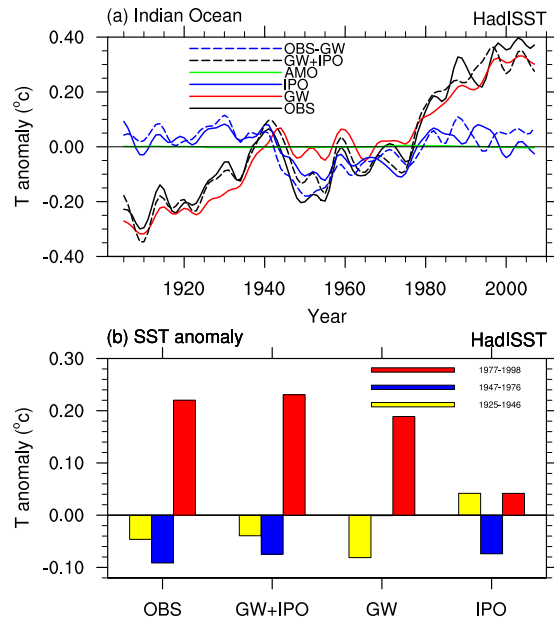 (a) Indian Ocean HadISST
0.40
0.20
0.00
-0.20
-0.40
T anomaly (°c)
OBS-GW
GW+IPO
AMO
IPO
GW
OBS
1920 1940 1960 1980 2000
Year
(b) SST anomaly HadISST
0.30
0.20
0.10
0.00
-0.10
T anomaly (°c)
1977-1998
1947-1976
1925-1946
OBS GW+IPO GW IPO